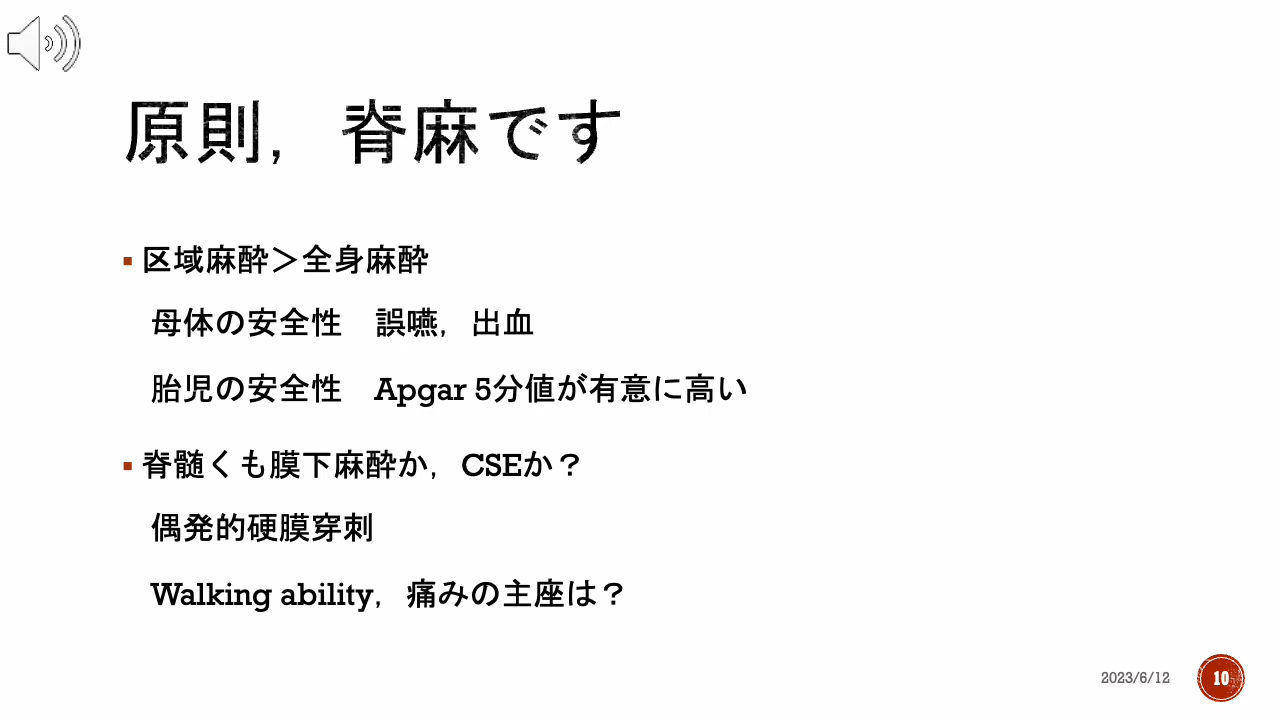 原則，脊麻です
区域麻酔＞全身麻酔
母体の安全性　誤嚥，出血
胎児の安全性　Apgar 5分値が有意に高い
脊髄くも膜下麻酔か，CSEか？
偶発的硬膜穿刺
Walking ability，痛みの主座は？
2023/6/12
10